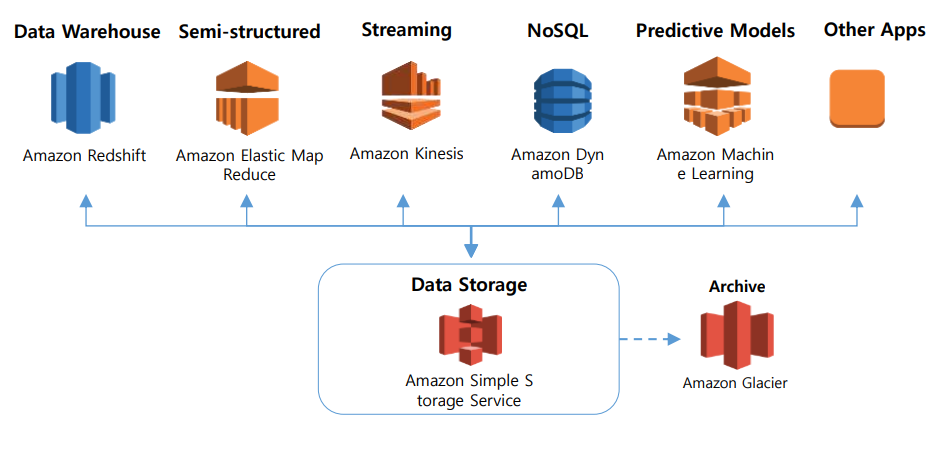 Data Warehouse
Semi-structured
Streaming
NoSQL
Predictive Models
Other Apps
Amazon Redshift
Amazon Elastic Map
Reduce
Amazon Kinesis
Amazon Dyn
amoDB
Amazon Machin
e Learning
Data Storage
Amazon Simple S
torage Service
Archive
Amazon Glacier